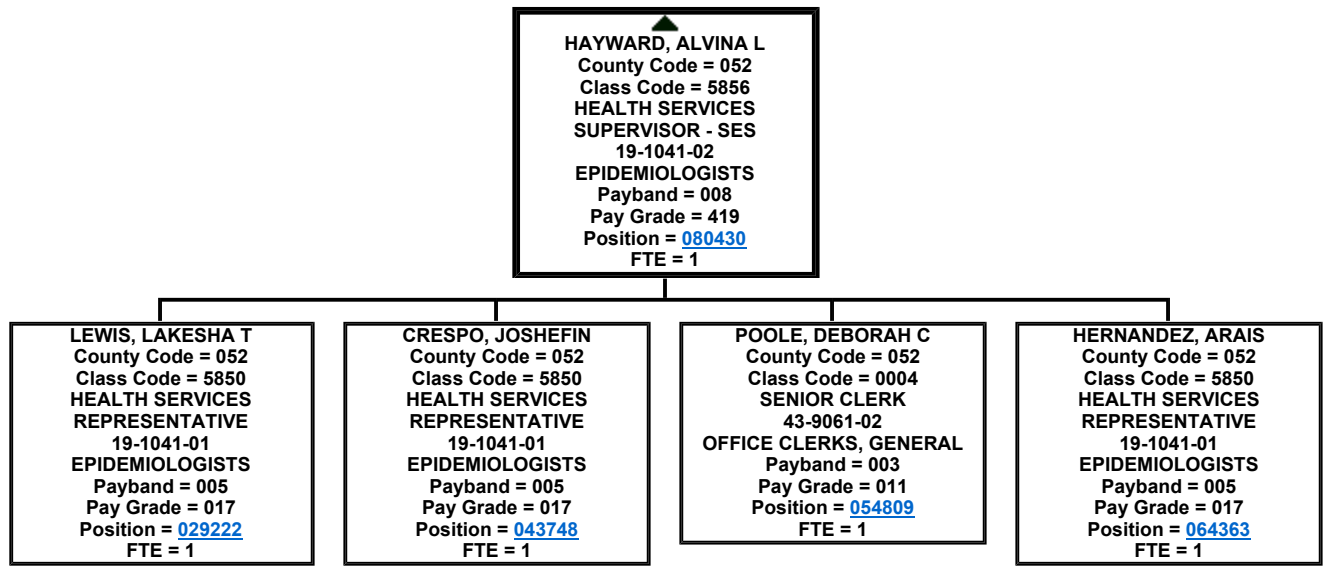 HAYWARD, ALVINA L
County Code = 052
Class Code = 5856
HEALTH SERVICES
SUPERVISOR - SES
19-1041-02
EPIDEMIOLOGISTS
Payband = 008
Pay Grade = 419
Position = 080430
FTE = 1
LEWIS, LAKESHA T
County Code = 052
Class Code = 5850
HEALTH SERVICES
REPRESENTATIVE
19-1041-01
EPIDEMIOLOGISTS
Payband = 005
Pay Grade = 017
Position = 029222
FTE = 1
CRESPO, JOSHEFIN
County Code = 052
Class Code = 5850
HEALTH SERVICES
REPRESENTATIVE
19-1041-01
EPIDEMIOLOGISTS
Payband = 005
Pay Grade = 017
Position = 043748
FTE = 1
POOLE, DEBORAH C
County Code = 052
Class Code = 0004
SENIOR CLERK
43-9061-02
OFFICE CLERKS, GENERAL
Payband = 003
Pay Grade = 011
Position = 054809
FTE = 1
HERNANDEZ, ARAIS
County Code = 052
Class Code = 5850
HEALTH SERVICES
REPRESENTATIVE
19-1041-01
EPIDEMIOLOGISTS
Payband = 005
Pay Grade = 017
Position = 064363
FTE = 1